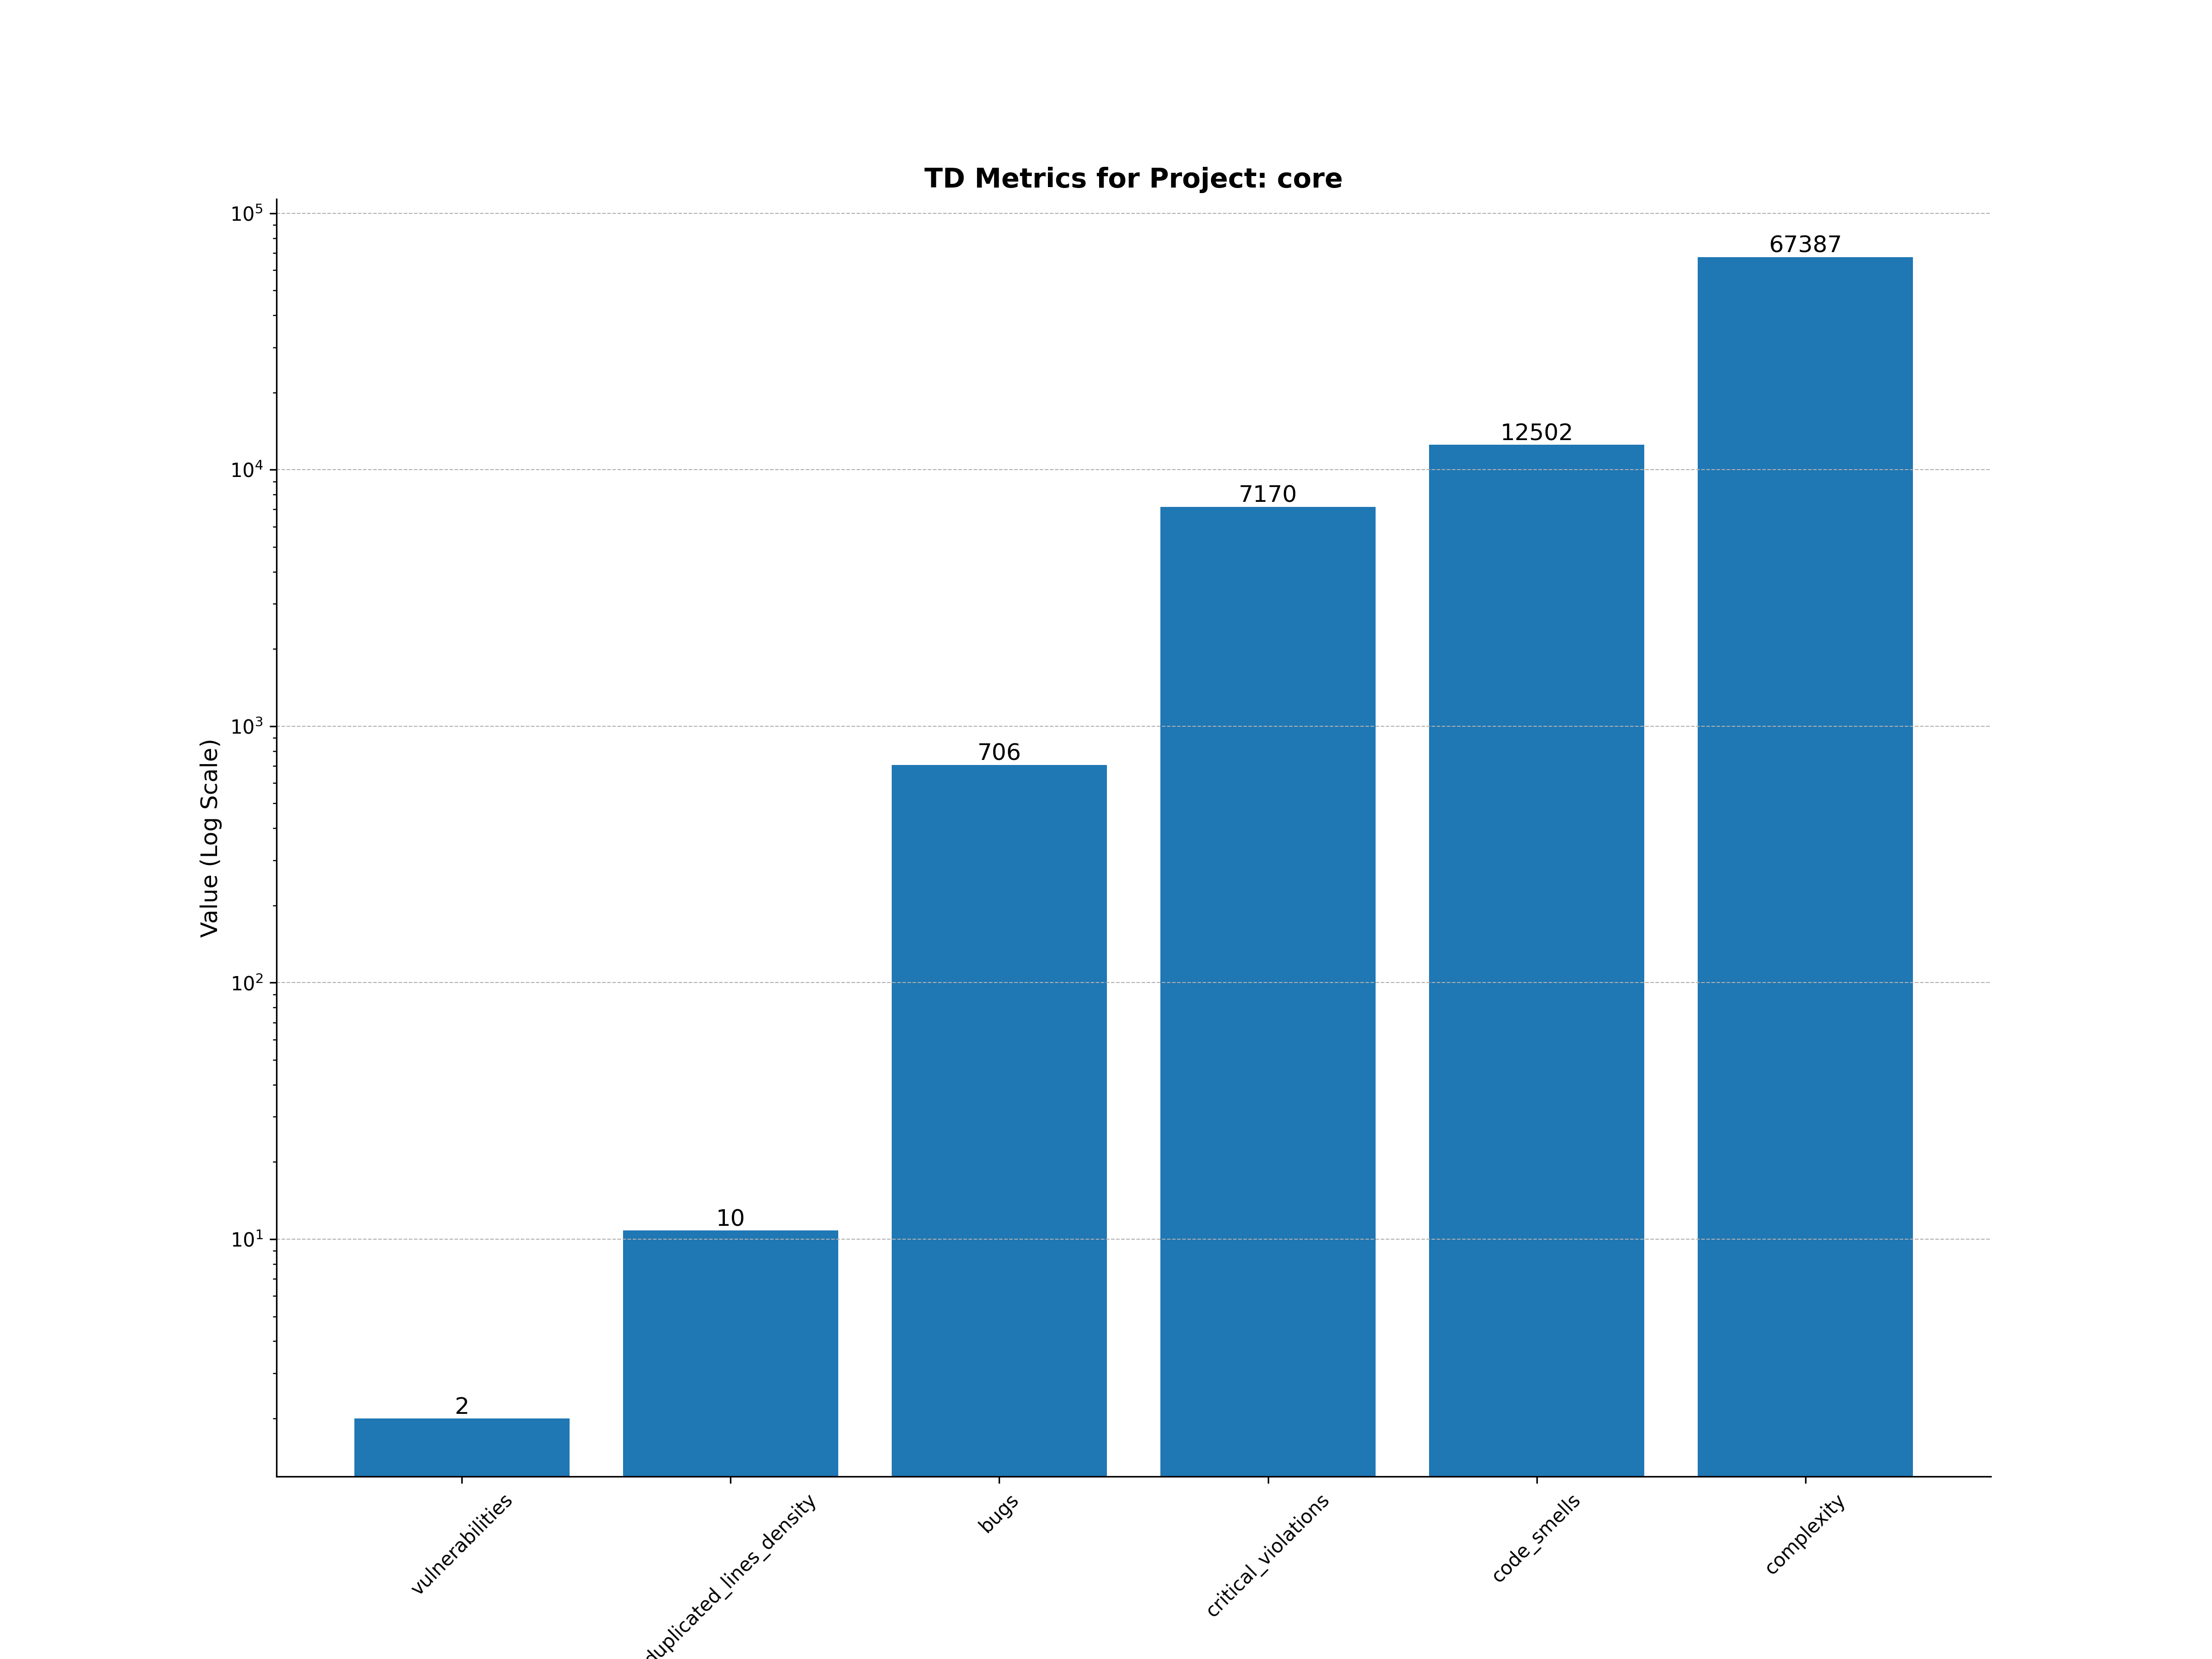 TD Metrics for Project: core
Value (Log Scale)
10⁵
10⁴
10³
10²
10¹
2
10
706
7170
12502
67387
vulnerabilities
duplicated_lines_density
bugs
critical_violations
code_smells
complexity